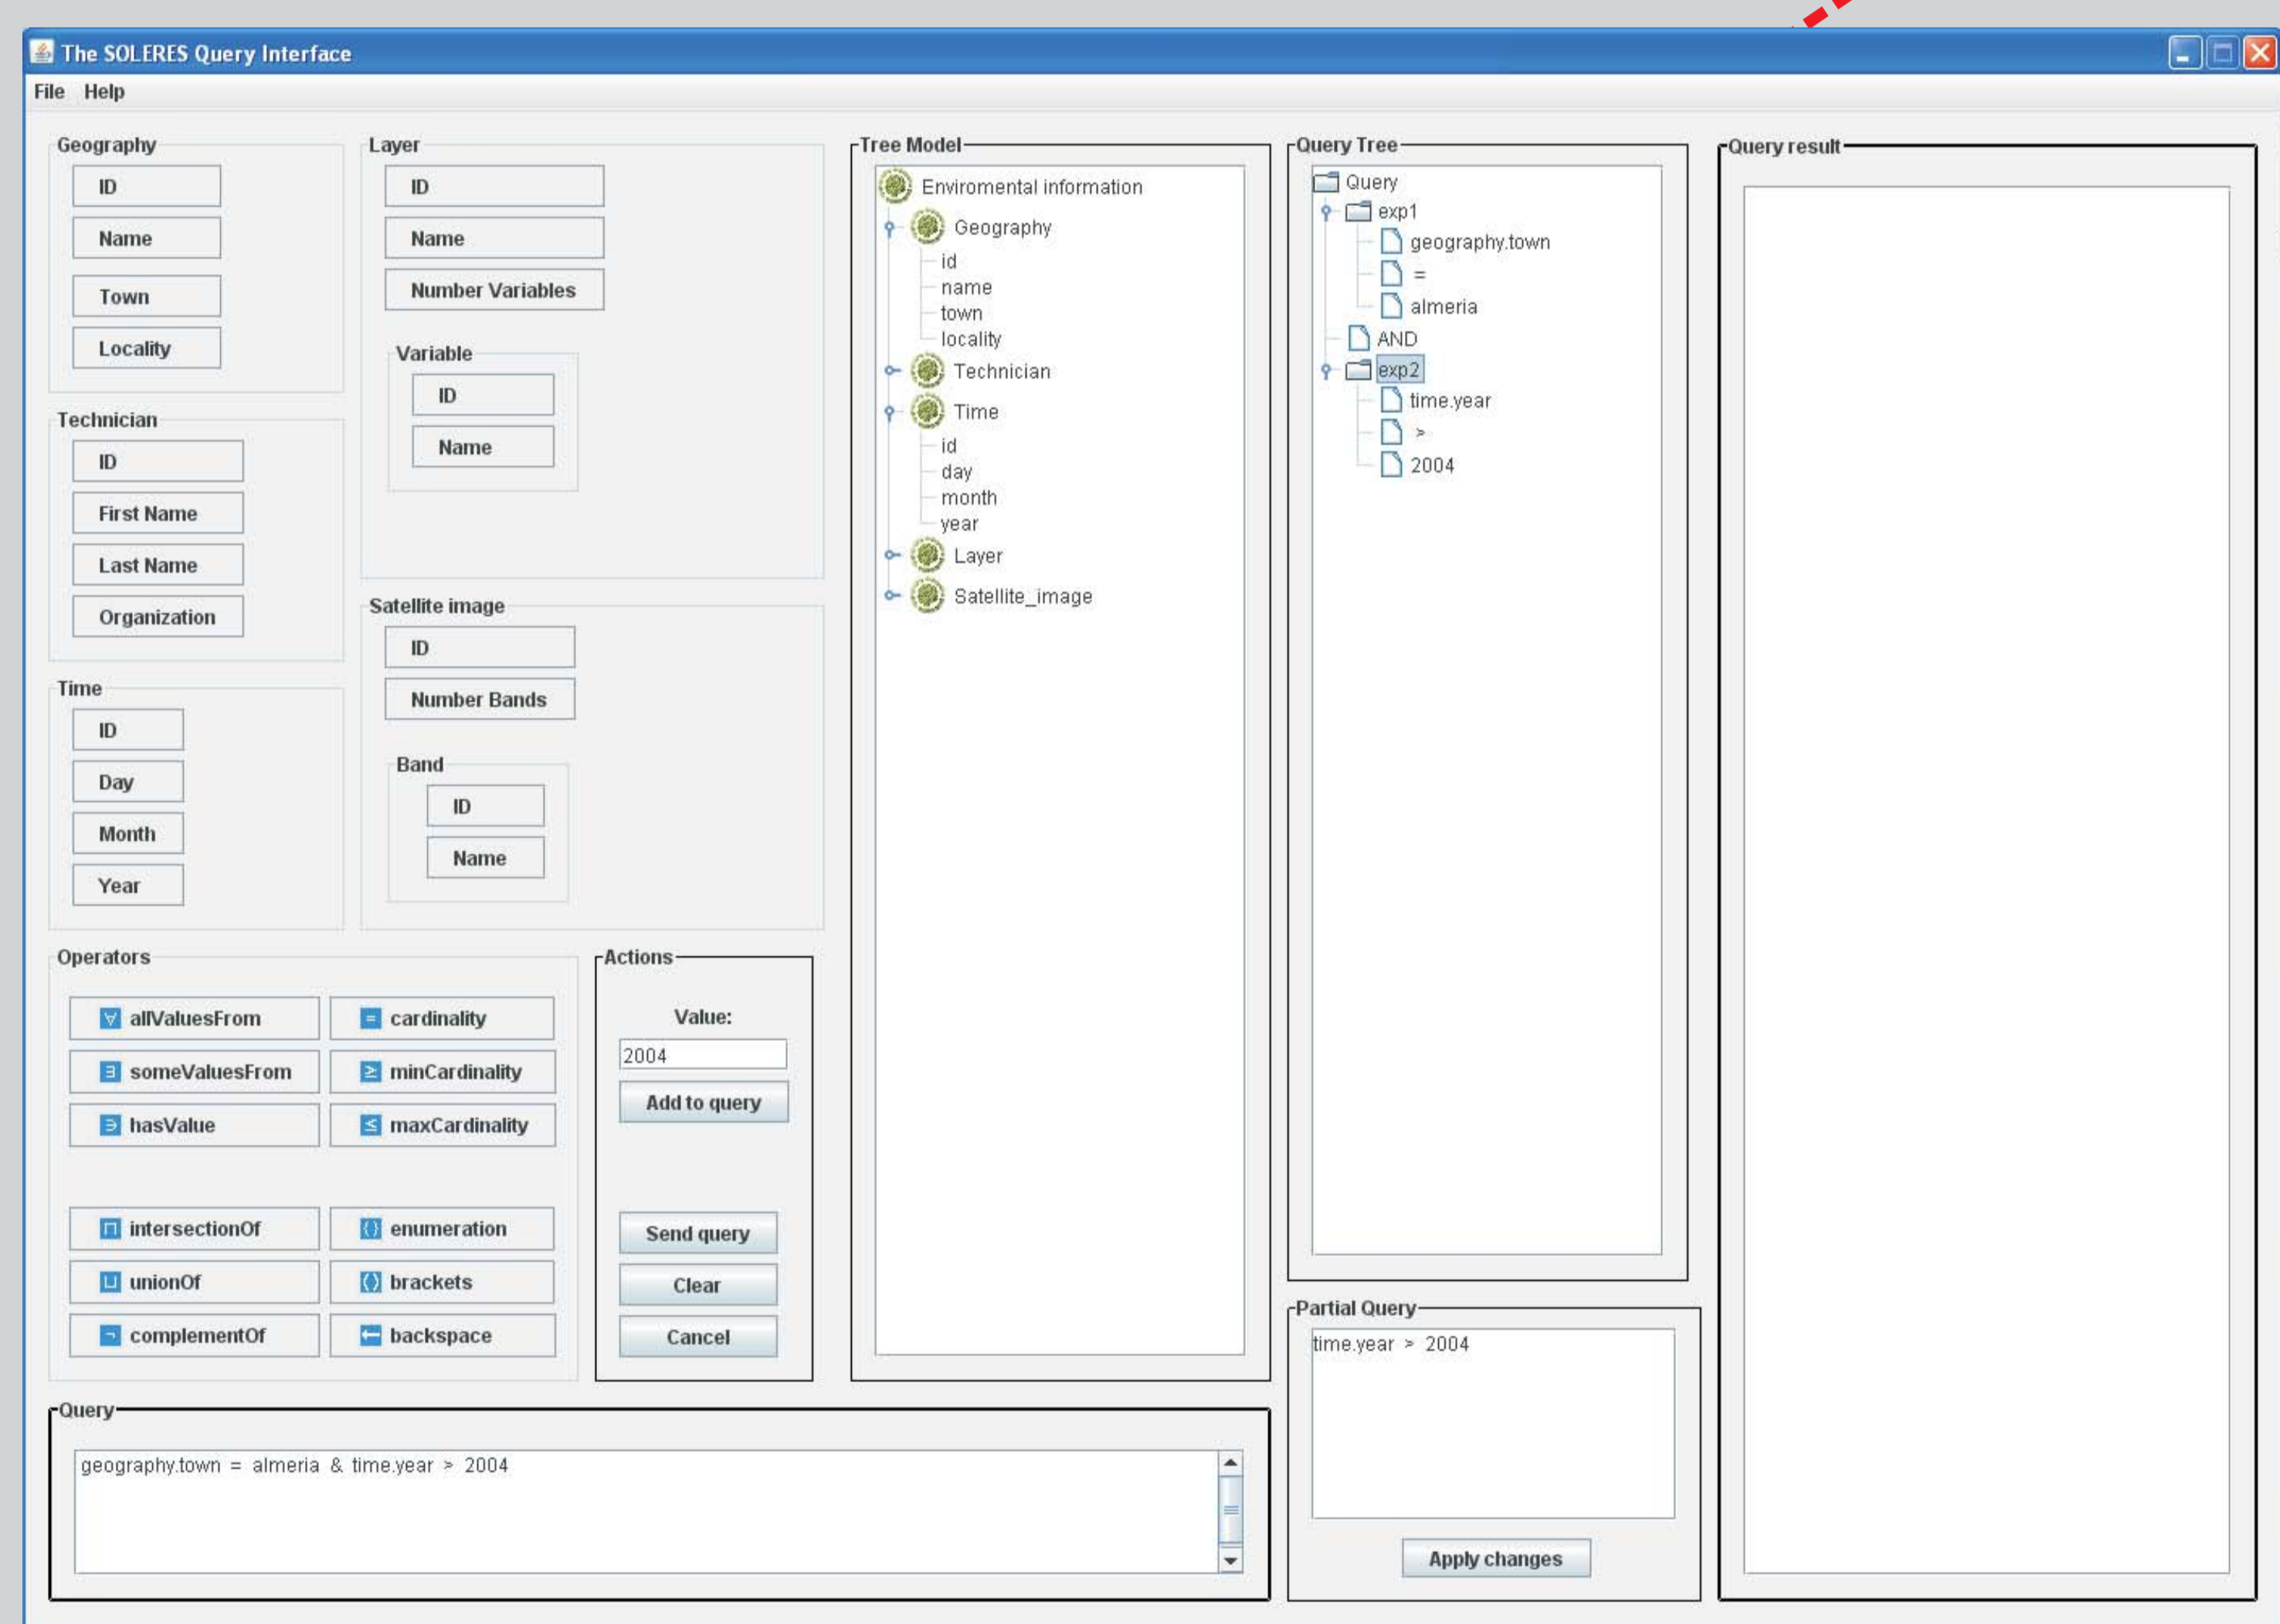 The SOLERES Query Interface
File Help
Geography
ID
Name
Town
Locality
Technician
ID
First Name
Last Name
Organization
Time
ID
Day
Month
Year
Layer
ID
Name
Number Variables
Variable
ID
Name
Satellite image
ID
Number Bands
Band
ID
Name
Operators
∀ allValuesFrom
= cardinality
∃ someValuesFrom
≥ minCardinality
∋ hasValue
≤ maxCardinality
⊓ intersectionOf
{} enumeration
⊔ unionOf
() brackets
¬ complementOf
← backspace
Actions
Value:
2004
Add to query
Send query
Clear
Cancel
Tree Model
Enviromental information
Geography
id
name
town
locality
Technician
Time
id
day
month
year
Layer
Satellite_image
Query Tree
Query
exp1
geography.town
=
almeria
AND
exp2
time.year
>
2004
Partial Query
time.year > 2004
Apply changes
Query result
Query
geography.town = almeria & time.year > 2004